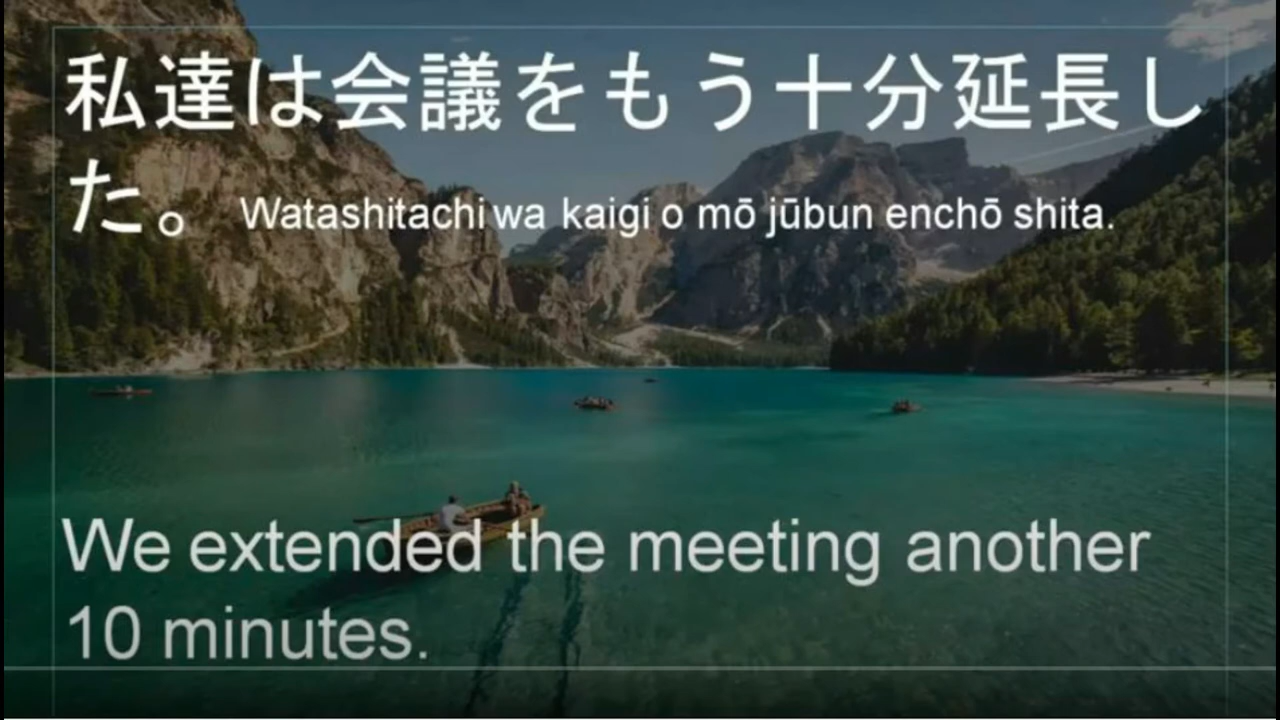 私達は会議をもう十分延長し
た。 Watashitachi wa kaigi o mō jūbun enchō shita.
We extended the meeting another
10 minutes.